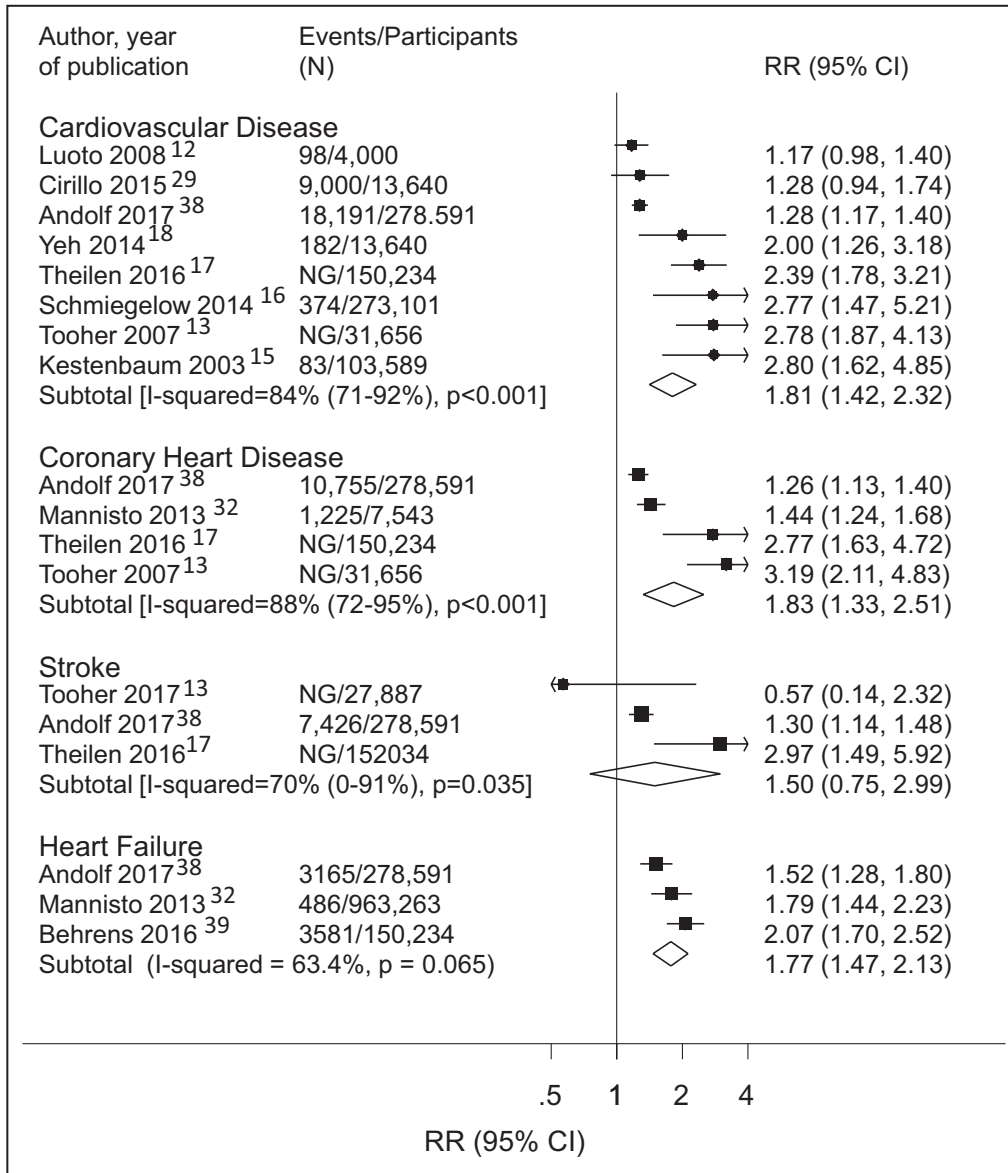 Author, year Events/Participants
of publication (N) RR (95% CI)
Cardiovascular Disease
Luoto 2008 12 98/4,000 1.17 (0.98, 1.40)
Cirillo 2015 29 9,000/13,640 1.28 (0.94, 1.74)
Andolf 2017 38 18,191/278.591 1.28 (1.17, 1.40)
Yeh 2014 18 182/13,640 2.00 (1.26, 3.18)
Theilen 2016 17 NG/150,234 2.39 (1.78, 3.21)
Schmiegelow 2014 16 374/273,101 2.77 (1.47, 5.21)
Tooher 2007 13 NG/31,656 2.78 (1.87, 4.13)
Kestenbaum 2003 15 83/103,589 2.80 (1.62, 4.85)
Subtotal [I-squared=84% (71-92%), p<0.001] 1.81 (1.42, 2.32)
Coronary Heart Disease
Andolf 2017 38 10,755/278,591 1.26 (1.13, 1.40)
Mannisto 2013 32 1,225/7,543 1.44 (1.24, 1.68)
Theilen 2016 17 NG/150,234 2.77 (1.63, 4.72)
Tooher 2007 13 NG/31,656 3.19 (2.11, 4.83)
Subtotal [I-squared=88% (72-95%), p<0.001] 1.83 (1.33, 2.51)
Stroke
Tooher 2017 13 NG/27,887 0.57 (0.14, 2.32)
Andolf 2017 38 7,426/278,591 1.30 (1.14, 1.48)
Theilen 2016 17 NG/152034 2.97 (1.49, 5.92)
Subtotal [I-squared=70% (0-91%), p=0.035] 1.50 (0.75, 2.99)
Heart Failure
Andolf 2017 38 3165/278,591 1.52 (1.28, 1.80)
Mannisto 2013 32 486/963,263 1.79 (1.44, 2.23)
Behrens 2016 39 3581/150,234 2.07 (1.70, 2.52)
Subtotal (I-squared = 63.4%, p = 0.065) 1.77 (1.47, 2.13)
.5 1 2 4
RR (95% CI)